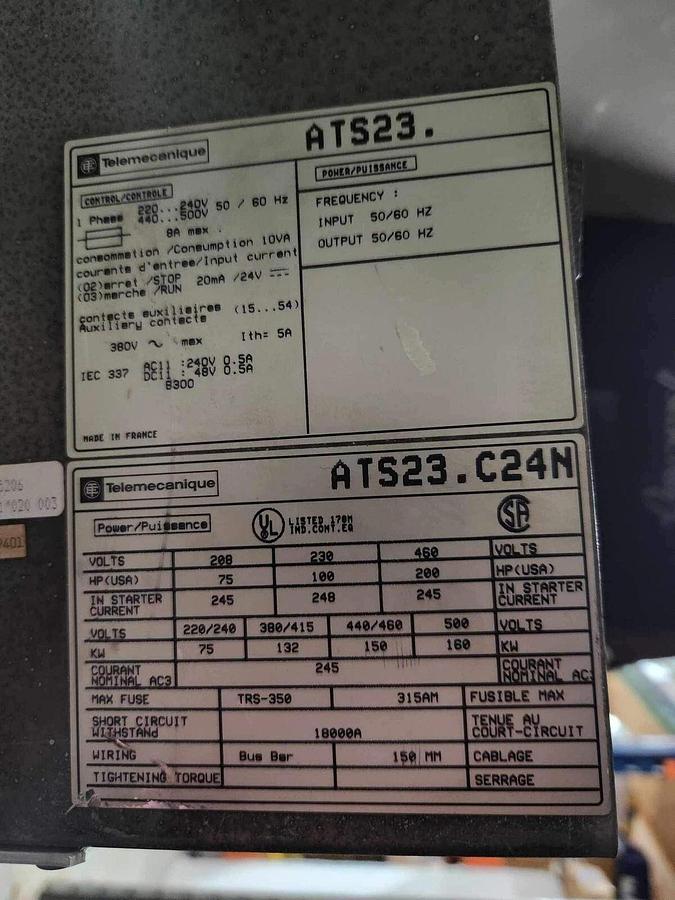 ATS23.
Telemecanique
POWER/PUISSANCE
CONTROL/CONTROLE
FREQUENCY :
INPUT 50/60 HZ
OUTPUT 50/60 HZ
1 Phase 220...240V 50 / 60 Hz
440...500V
8A max .
consommation /Consumption 10VA
courants d'entree/Input current
(02)arret /STOP 20mA /24V
(03)marche /RUN
contacts auxiliaires (15...54)
Auxiliary contacts
380V ~ max Ith= 5A
IEC 337 AC11 :240V 0.5A
DC11 : 48V 0.5A
B300
MADE IN FRANCE
ATS23.C24N
Telemecanique
Power/Puissance
UL LISTED 170M
IND.CONT.EQ
SA
VOLTS 208 230 460 VOLTS
HP(USA) 75 100 200 HP(USA)
IN STARTER CURRENT 245 248 245 IN STARTER CURRENT
VOLTS 220/240 380/415 440/460 500 VOLTS
KW 75 132 150 160 KW
COURANT NOMINAL AC3 245 COURANT NOMINAL AC3
MAX FUSE TRS-350 315AM FUSIBLE MAX
SHORT CIRCUIT WITHSTANd 18000A TENUE AU COURT-CIRCUIT
WIRING Bus Bar 150 MM CABLAGE
TIGHTENING TORQUE SERRAGE
5206
020 003
9401